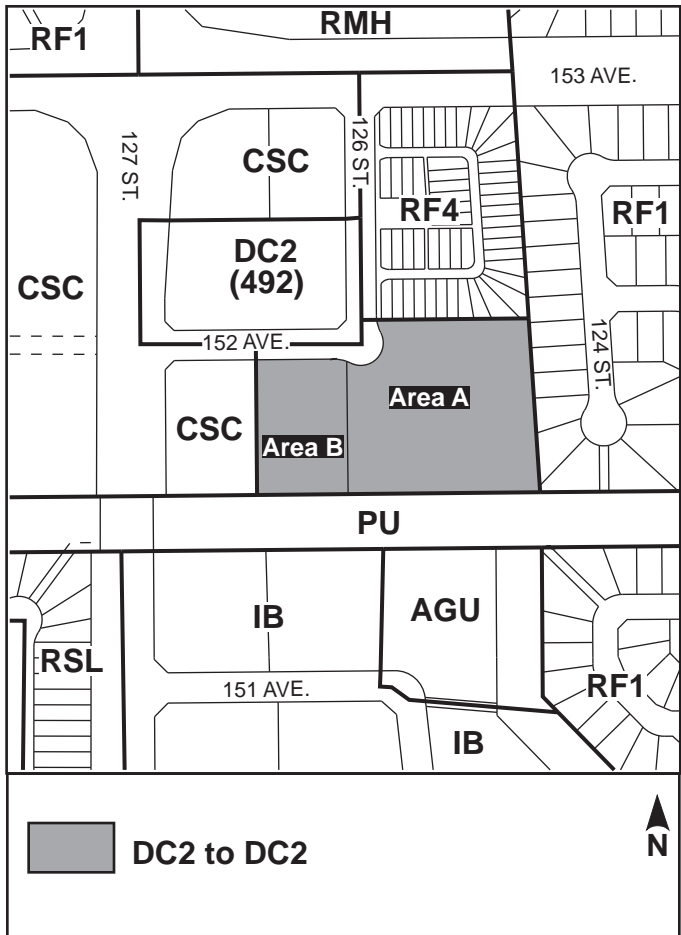 RMH
RF1
153 AVE.
127 ST.
126 ST.
CSC
RF4
RF1
DC2
(492)
CSC
152 AVE.
124 ST.
Area A
CSC
Area B
PU
IB
AGU
RSL
RF1
151 AVE.
IB
DC2 to DC2
N